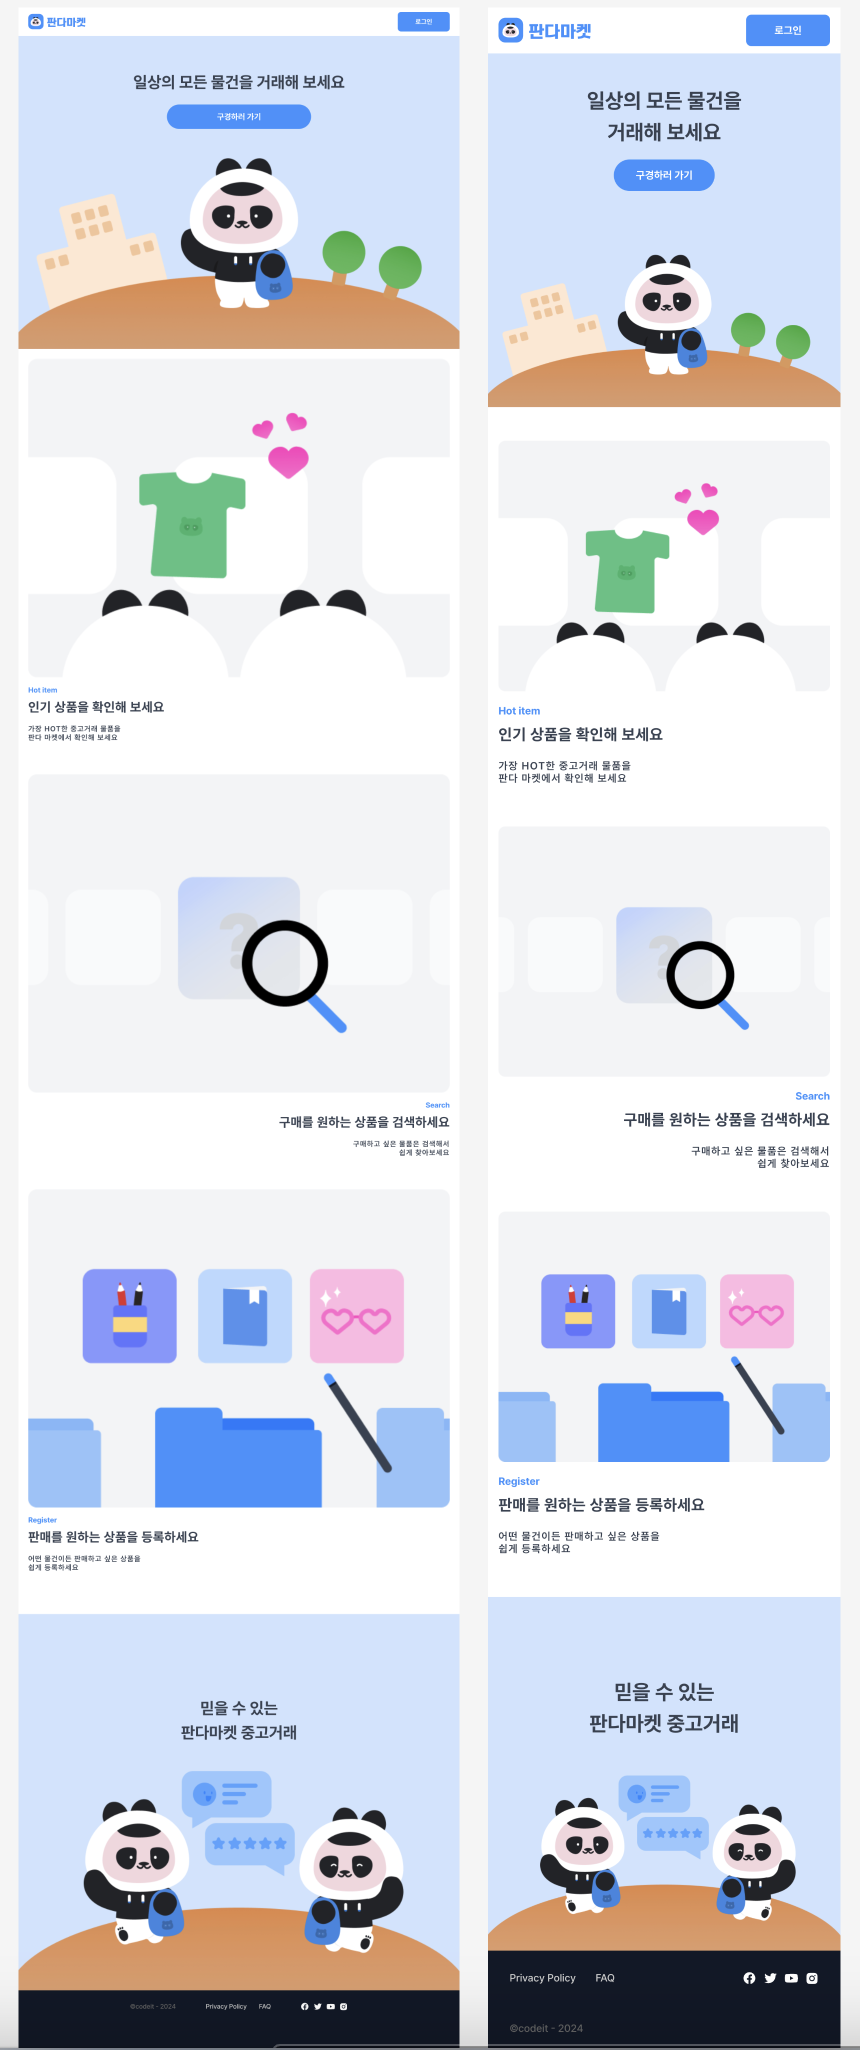 판다마켓
로그인
일상의 모든 물건을 거래해 보세요
구경하러 가기
Hot item
인기 상품을 확인해 보세요
가장 HOT한 중고거래 물품을
판다 마켓에서 확인해 보세요
?
Search
구매를 원하는 상품을 검색하세요
구매하고 싶은 물품은 검색해서
쉽게 찾아보세요
Register
판매를 원하는 상품을 등록하세요
어떤 물건이든 판매하고 싶은 상품을
쉽게 등록하세요
믿을 수 있는
판다마켓 중고거래
©codeit - 2024
Privacy Policy
FAQ
판다마켓
로그인
일상의 모든 물건을
거래해 보세요
구경하러 가기
Hot item
인기 상품을 확인해 보세요
가장 HOT한 중고거래 물품을
판다 마켓에서 확인해 보세요
?
Search
구매를 원하는 상품을 검색하세요
구매하고 싶은 물품은 검색해서
쉽게 찾아보세요
Register
판매를 원하는 상품을 등록하세요
어떤 물건이든 판매하고 싶은 상품을
쉽게 등록하세요
믿을 수 있는
판다마켓 중고거래
Privacy Policy
FAQ
©codeit - 2024